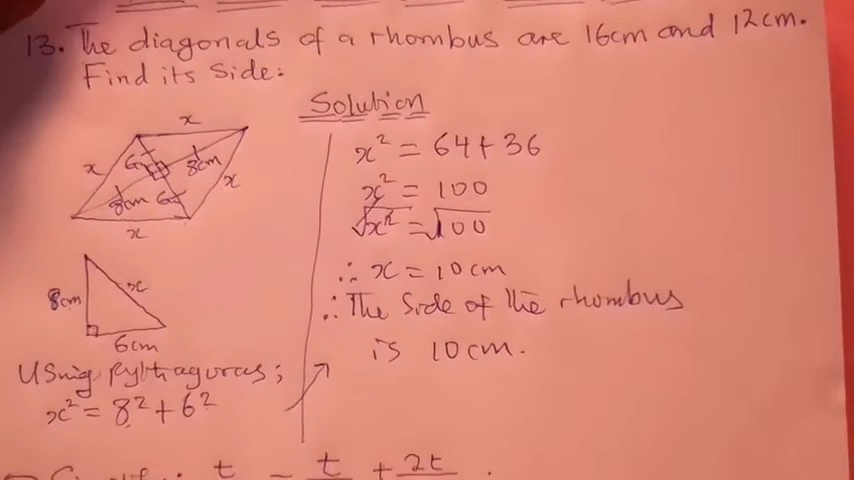 13. The diagonals of a rhombus are 16cm and 12cm.
Find its side:
Solution
x
x
x
x
6cm
8cm
8cm
6cm
8cm
x
6cm
Using Pythagoras;
x² = 8² + 6²
x² = 64 + 36
x² = 100
√x² = √100
∴ x = 10cm
∴ The Side of the rhombus
is 10cm.
t = t + 2t